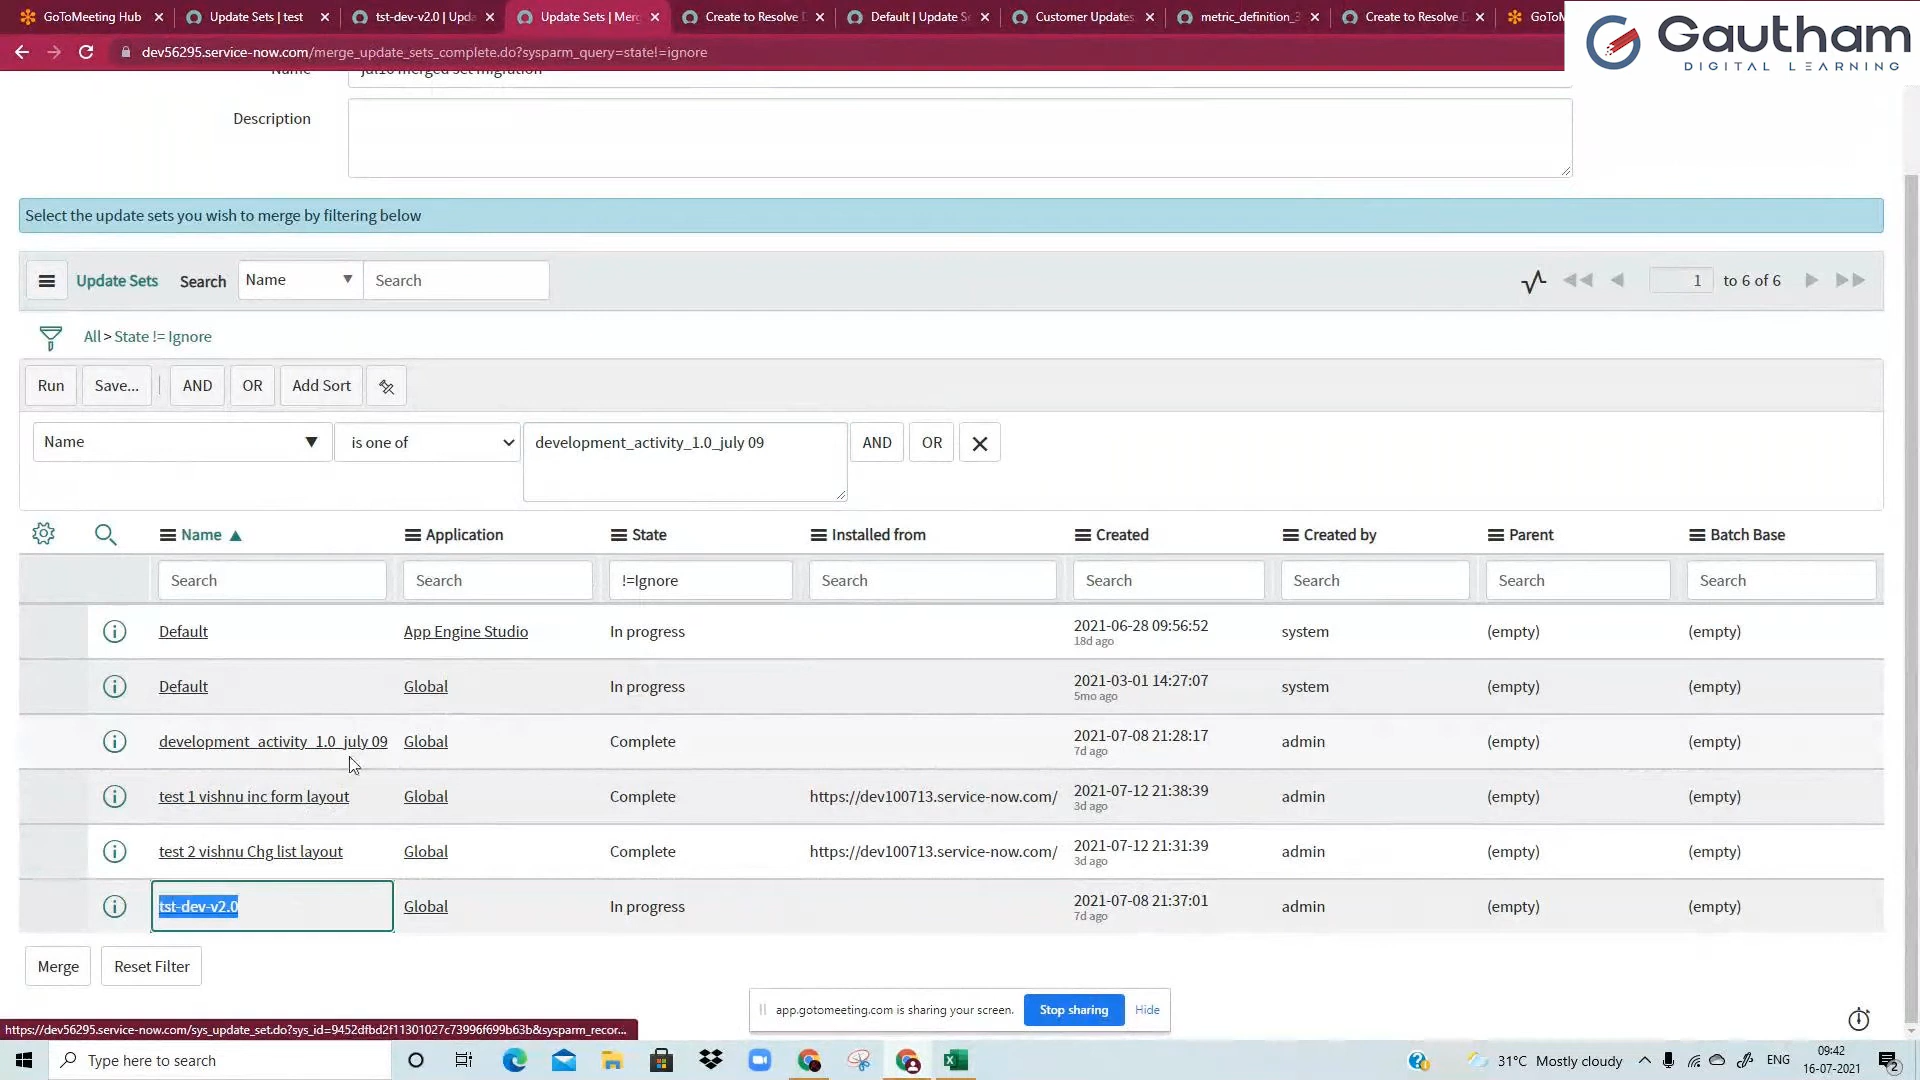 GoToMeeting Hub
Update Sets | test
tst-dev-v2.0 | Upda
Update Sets | Merg
Create to Resolve
Default | Update S
Customer Updates
metric_definition_3
Create to Resolve
GoToM
Gautham
DIGITAL LEARNING
dev56295.service-now.com/merge_update_sets_complete.do?sysparm_query=state!=ignore
Name
jul16 merged set migration
Description
Select the update sets you wish to merge by filtering below
Update Sets Search Name Search 1 to 6 of 6
All > State != Ignore
Run Save... AND OR Add Sort
Name is one of development_activity_1.0_july 09 AND OR
Name Application State Installed from Created Created by Parent Batch Base
Search Search !=Ignore Search Search Search Search Search
Default App Engine Studio In progress 2021-06-28 09:56:52 system (empty) (empty)
18d ago
Default Global In progress 2021-03-01 14:27:07 system (empty) (empty)
5mo ago
development_activity_1.0_july 09 Global Complete 2021-07-08 21:28:17 admin (empty) (empty)
7d ago
test 1 vishnu inc form layout Global Complete https://dev100713.service-now.com/ 2021-07-12 21:38:39 admin (empty) (empty)
3d ago
test 2 vishnu Chg list layout Global Complete https://dev100713.service-now.com/ 2021-07-12 21:31:39 admin (empty) (empty)
3d ago
tst-dev-v2.0 Global In progress 2021-07-08 21:37:01 admin (empty) (empty)
7d ago
Merge Reset Filter
app.gotomeeting.com is sharing your screen. Stop sharing Hide
https://dev56295.service-now.com/sys_update_set.do?sys_id=9452dfbd2f11301027c73996f699b63b&sysparm_recor...
Type here to search
31°C Mostly cloudy
ENG
09:42
16-07-2021
2